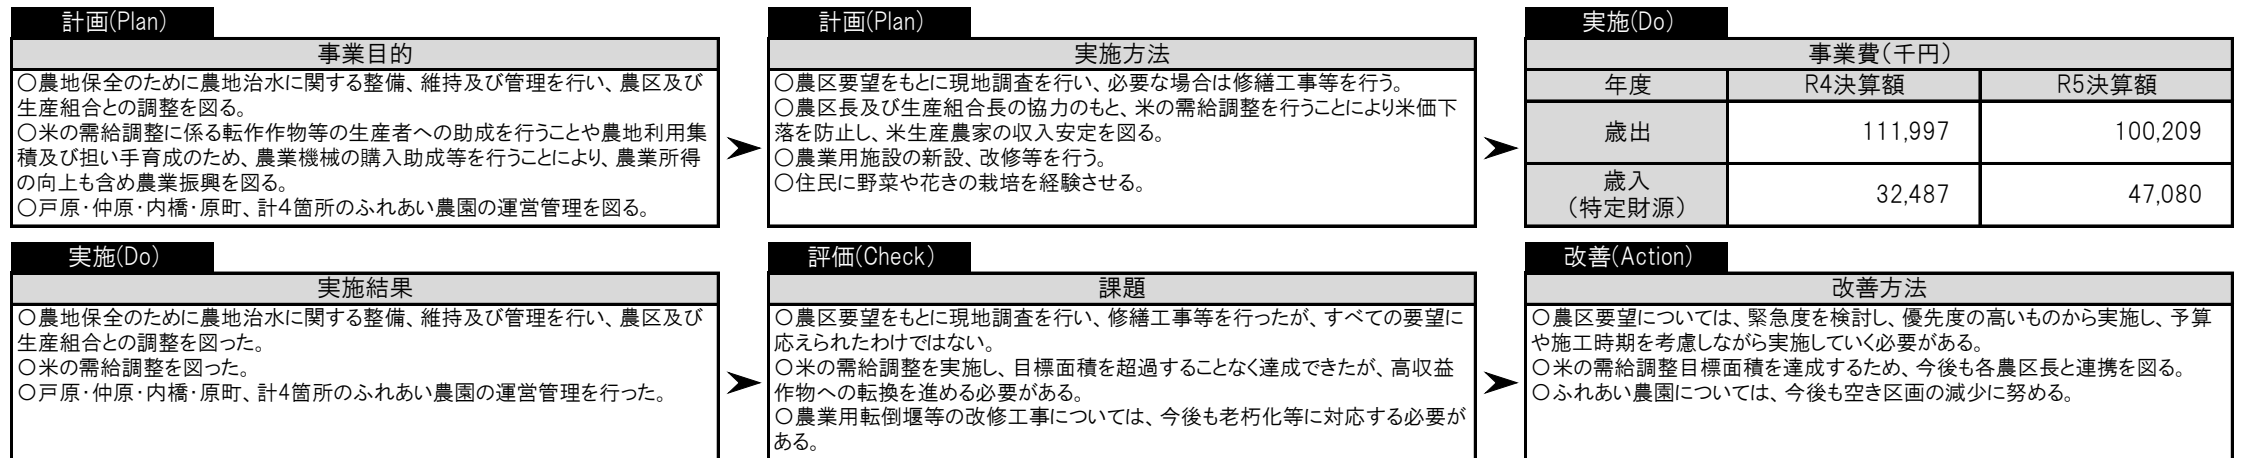 計画(Plan)
事業目的
○農地保全のために農地治水に関する整備、維持及び管理を行い、農区及び
生産組合との調整を図る。
○米の需給調整に係る転作作物等の生産者への助成を行うことや農地利用集
積及び担い手育成のため、農業機械の購入助成等を行うことにより、農業所得
の向上も含め農業振興を図る。
○戸原・仲原・内橋・原町、計4箇所のふれあい農園の運営管理を図る。
計画(Plan)
実施方法
○農区要望をもとに現地調査を行い、必要な場合は修繕工事等を行う。
○農区長及び生産組合長の協力のもと、米の需給調整を行うことにより米価下
落を防止し、米生産農家の収入安定を図る。
○農業用施設の新設、改修等を行う。
○住民に野菜や花きの栽培を経験させる。
実施(Do)
事業費(千円)
年度 R4決算額 R5決算額
歳出 111,997 100,209
歳入
(特定財源) 32,487 47,080
実施(Do)
実施結果
○農地保全のために農地治水に関する整備、維持及び管理を行い、農区及び
生産組合との調整を図った。
○米の需給調整を図った。
○戸原・仲原・内橋・原町、計4箇所のふれあい農園の運営管理を行った。
評価(Check)
課題
○農区要望をもとに現地調査を行い、修繕工事等を行ったが、すべての要望に
応えられたわけではない。
○米の需給調整を実施し、目標面積を超過することなく達成できたが、高収益
作物への転換を進める必要がある。
○農業用転倒堰等の改修工事については、今後も老朽化等に対応する必要が
ある。
改善(Action)
改善方法
○農区要望については、緊急度を検討し、優先度の高いものから実施し、予算
や施工時期を考慮しながら実施していく必要がある。
○米の需給調整目標面積を達成するため、今後も各農区長と連携を図る。
○ふれあい農園については、今後も空き区画の減少に努める。